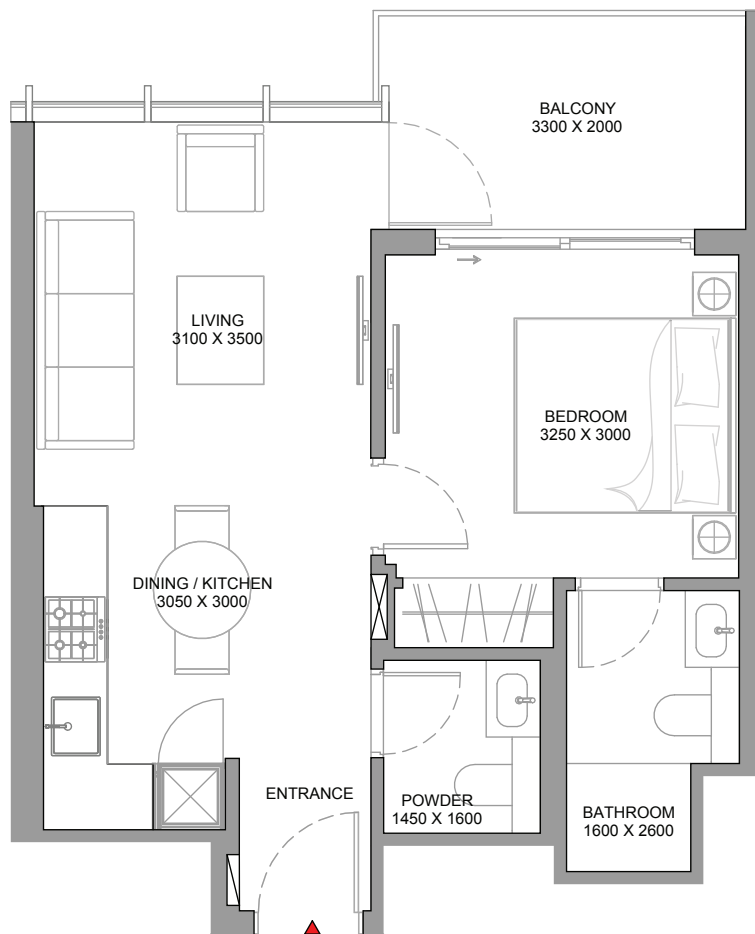 BALCONY
3300 X 2000
LIVING
3100 X 3500
BEDROOM
3250 X 3000
DINING / KITCHEN
3050 X 3000
ENTRANCE
POWDER
1450 X 1600
BATHROOM
1600 X 2600